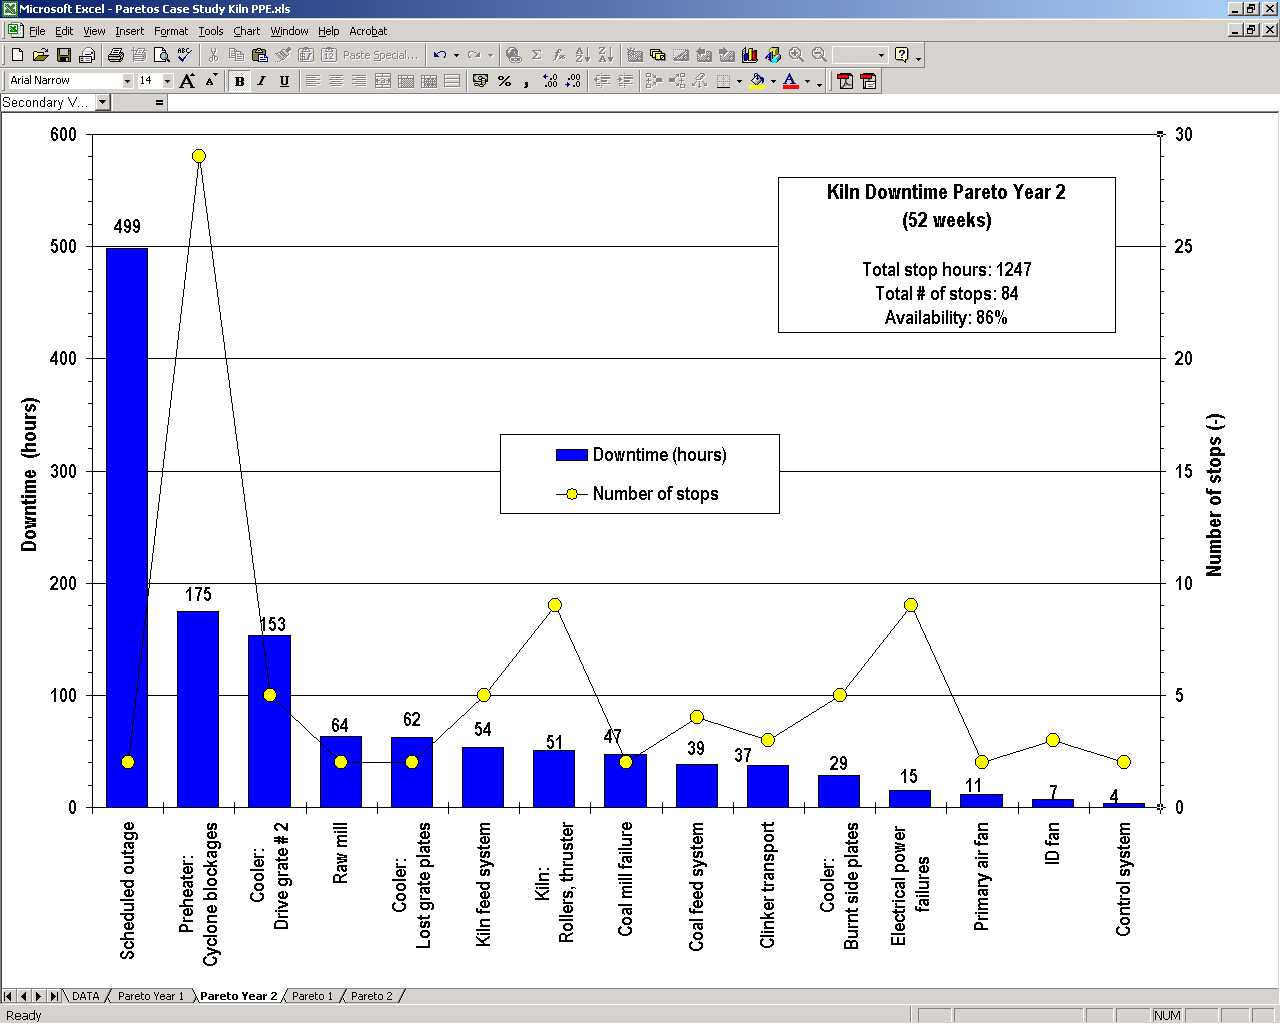 Microsoft Excel - Paretos Case Study Kiln PPE.xls
File Edit View Insert Format Tools Chart Window Help Acrobat
Paste Special...
Arial Narrow 14 B I U
Secondary V... =
600 30
500 25
400 20
300 15
200 10
100 5
0 0
Downtime (hours)
Number of stops (-)
Kiln Downtime Pareto Year 2
(52 weeks)
Total stop hours: 1247
Total # of stops: 84
Availability: 86%
Downtime (hours)
Number of stops
499
175
153
64
62
54
51
47
39
37
29
15
11
7
4
Scheduled outage
Preheater:
Cyclone blockages
Cooler:
Drive grate # 2
Raw mill
Cooler:
Lost grate plates
Kiln feed system
Kiln:
Rollers, thruster
Coal mill failure
Coal feed system
Clinker transport
Cooler:
Burnt side plates
Electrical power
failures
Primary air fan
ID fan
Control system
DATA Pareto Year 1 Pareto Year 2 Pareto 1 Pareto 2
Ready NUM